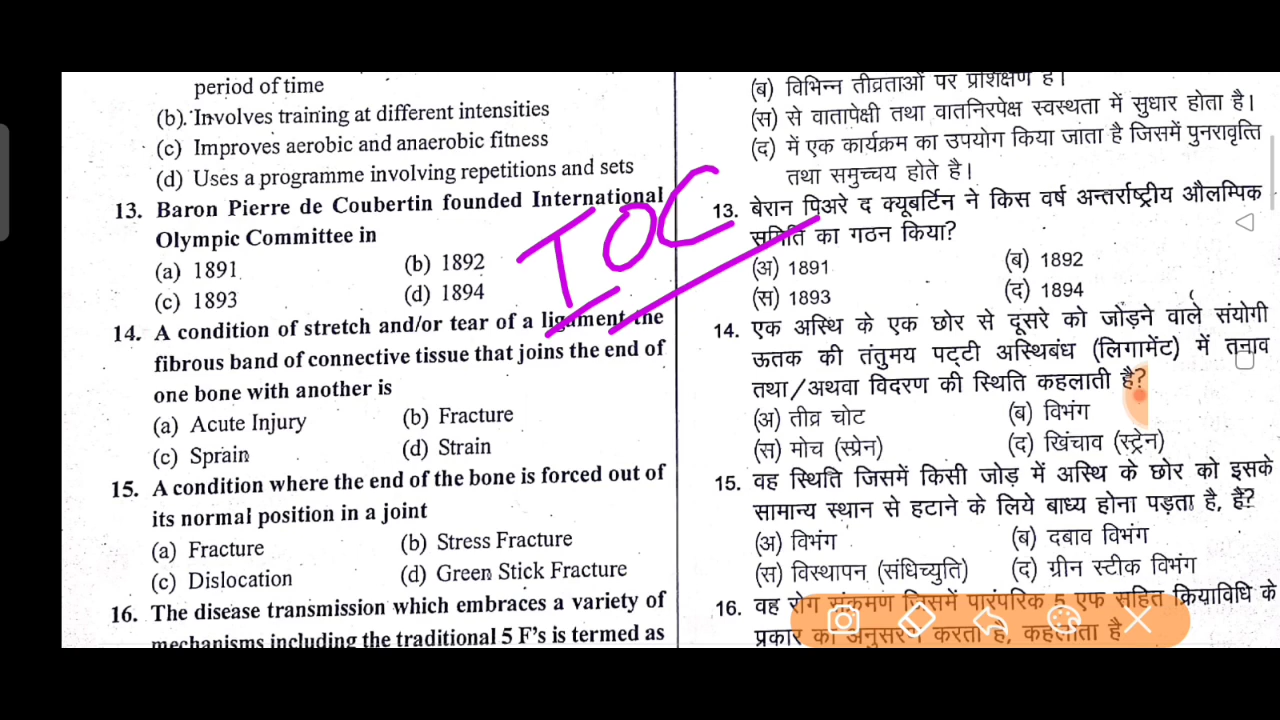 period of time
(b). Involves training at different intensities
(c) Improves aerobic and anaerobic fitness
(d) Uses a programme involving repetitions and sets
13. Baron Pierre de Coubertin founded International
Olympic Committee in
(a) 1891 (b) 1892
(c) 1893 (d) 1894
14. A condition of stretch and/or tear of a ligament the
fibrous band of connective tissue that joins the end of
one bone with another is
(a) Acute Injury (b) Fracture
(c) Sprain (d) Strain
15. A condition where the end of the bone is forced out of
its normal position in a joint
(a) Fracture (b) Stress Fracture
(c) Dislocation (d) Green Stick Fracture
16. The disease transmission which embraces a variety of
mechanisms including the traditional 5 F's is termed as
IOC
(ब) विभिन्न तीव्रताओं पर प्रशिक्षण है।
(स) से वातापेक्षी तथा वातनिरपेक्ष स्वस्थता में सुधार होता है।
(द) में एक कार्यक्रम का उपयोग किया जाता है जिसमें पुनरावृत्ति
तथा समुच्चय होते है।
13. बेरान पिअरे द क्यूबर्टिन ने किस वर्ष अन्तर्राष्ट्रीय औलम्पिक
समिति का गठन किया?
(अ) 1891 (ब) 1892
(स) 1893 (द) 1894
14. एक अस्थि के एक छोर से दूसरे को जोंड़ने वाले संयोगी
ऊतक की तंतुमय पट्टी अस्थिबंध (लिगामेंट) में तनाव
तथा/अथवा विदरण की स्थिति कहलाती है?
(अ) तीव्र चोट (ब) विभंग
(स) मोच (स्प्रेन) (द) खिंचाव (स्ट्रेन)
15. वह स्थिति जिसमें किसी जोड़ में अस्थि के छोर को इसके
सामान्य स्थान से हटाने के लिये बाध्य होना पड़ता है, हैं?
(अ) विभंग (ब) दबाव विभंग
(स) विस्थापन (संधिच्युति) (द) ग्रीन स्टीक विभंग
16. वह रोग संक्रमण जिसमें पारंपरिक 5 एफ सहित क्रियाविधि के
प्रकार का अनुसरण करता है, कहलाता है